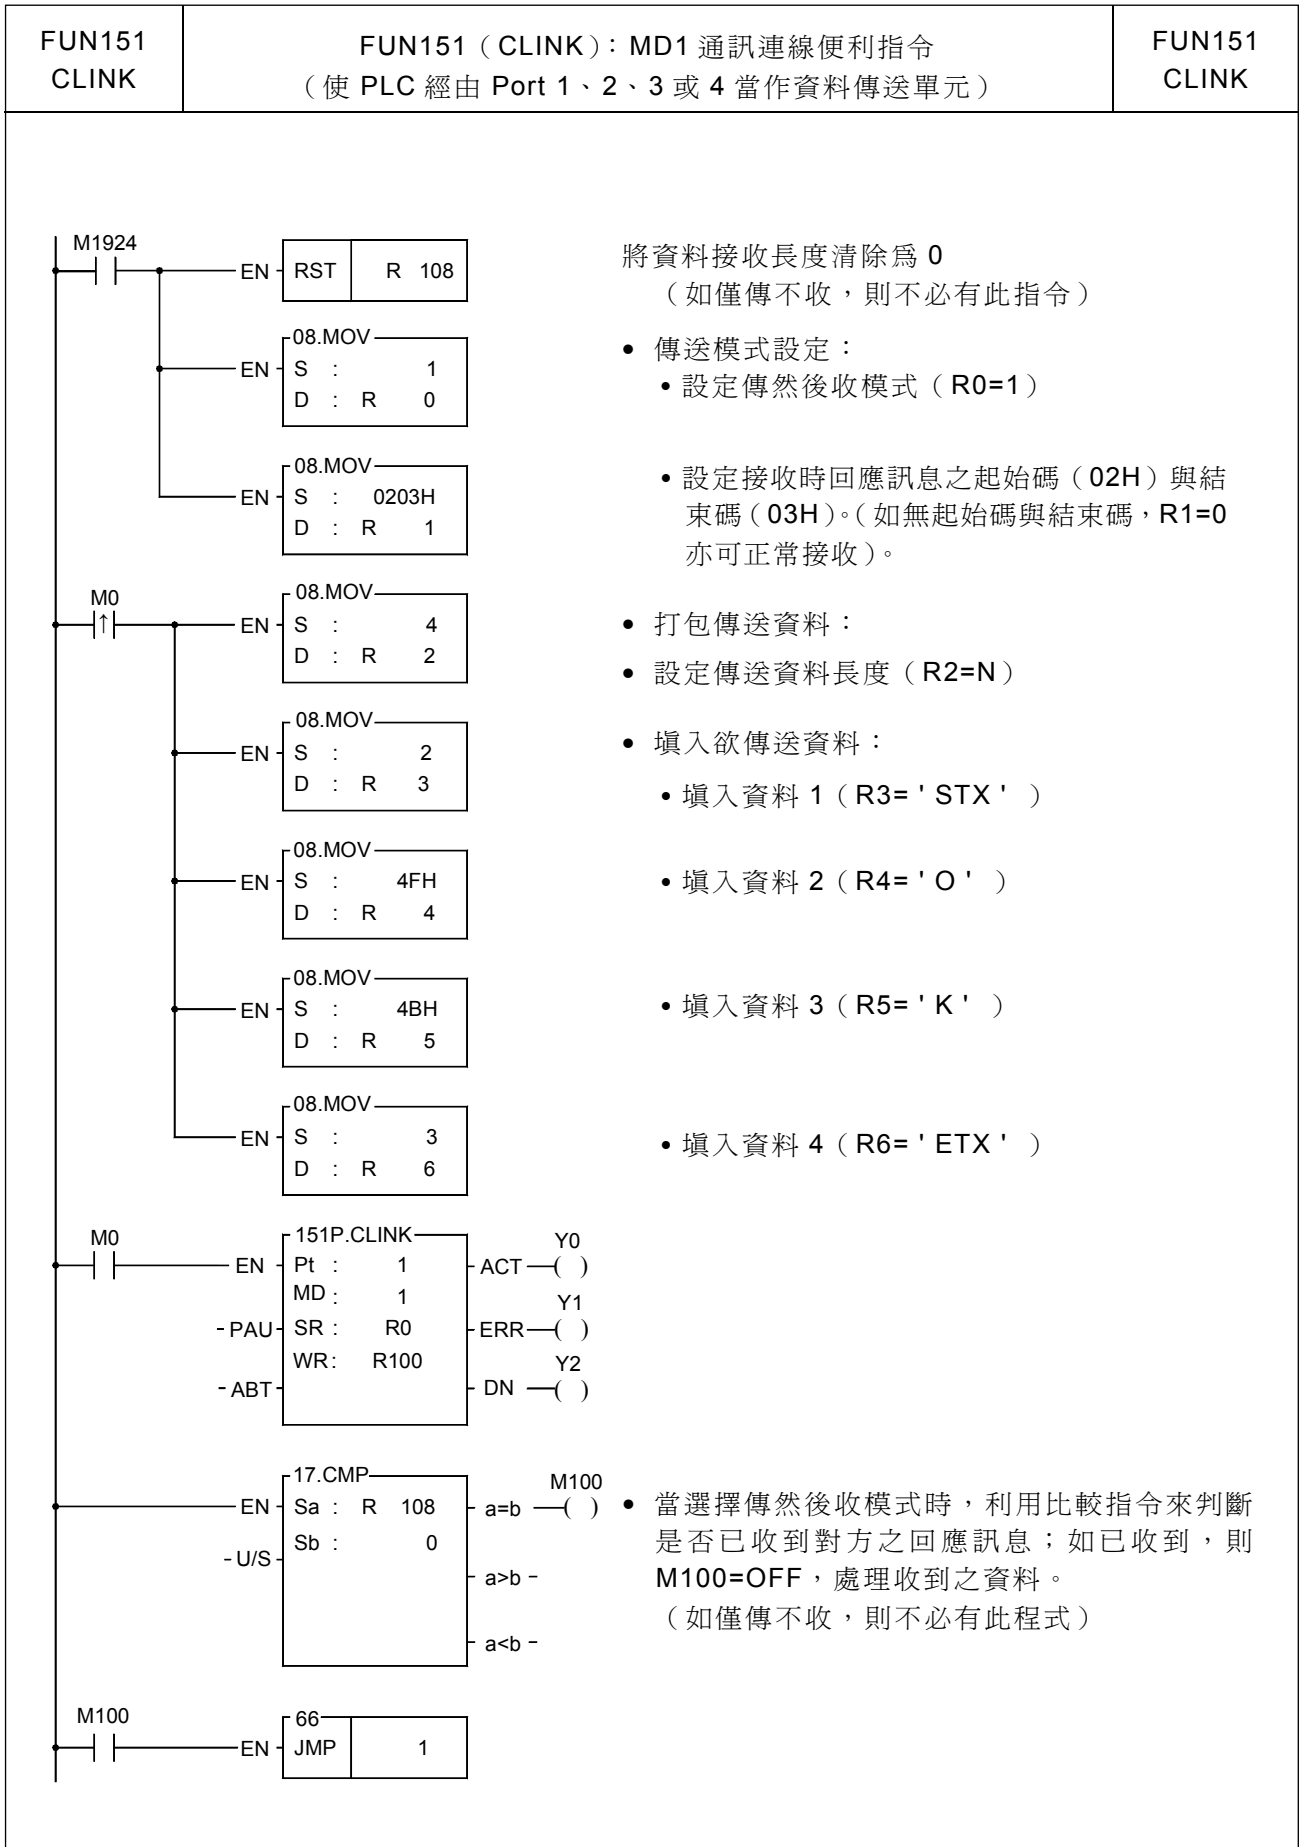 FUN151
CLINK
FUN151（CLINK）：MD1 通訊連線便利指令
（使 PLC 經由 Port 1、2、3 或 4 當作資料傳送單元）
FUN151
CLINK
M1924
EN RST R 108
將資料接收長度清除為 0
（如僅傳不收，則不必有此指令）
08.MOV
EN S : 1
D : R 0
• 傳送模式設定：
• 設定傳然後收模式（R0=1）
08.MOV
EN S : 0203H
D : R 1
• 設定接收時回應訊息之起始碼（02H）與結
束碼（03H）。（如無起始碼與結束碼，R1=0
亦可正常接收）。
M0
↑
08.MOV
EN S : 4
D : R 2
• 打包傳送資料：
• 設定傳送資料長度（R2=N）
08.MOV
EN S : 2
D : R 3
• 填入欲傳送資料：
• 填入資料 1（R3= ' STX ' ）
08.MOV
EN S : 4FH
D : R 4
• 填入資料 2（R4= ' O ' ）
08.MOV
EN S : 4BH
D : R 5
• 填入資料 3（R5= ' K ' ）
08.MOV
EN S : 3
D : R 6
• 填入資料 4（R6= ' ETX ' ）
M0
151P.CLINK
Y0
EN Pt : 1 ACT ( )
MD : 1
Y1
PAU SR : R0 ERR ( )
WR : R100
Y2
ABT DN ( )
17.CMP
M100
EN Sa : R 108 a=b ( )
Sb : 0
U/S
a>b
a<b
• 當選擇傳然後收模式時，利用比較指令來判斷
是否已收到對方之回應訊息；如已收到，則
M100=OFF，處理收到之資料。
（如僅傳不收，則不必有此程式）
M100
66
EN JMP 1